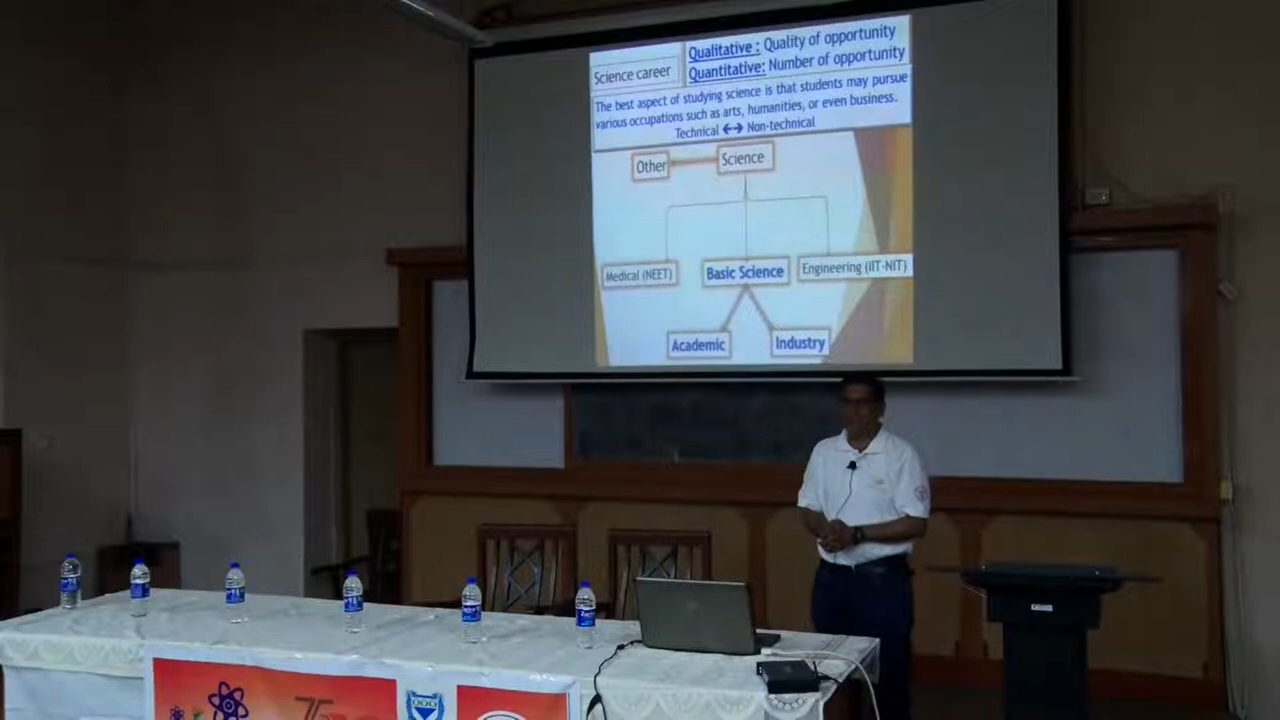 Qualitative : Quality of opportunity
Quantitative: Number of opportunity
Science career
The best aspect of studying science is that students may pursue
various occupations such as arts, humanities, or even business.
Technical ↔ Non-technical
Other
Science
Medical (NEET)
Basic Science
Engineering (IIT-NIT)
Academic
Industry
75